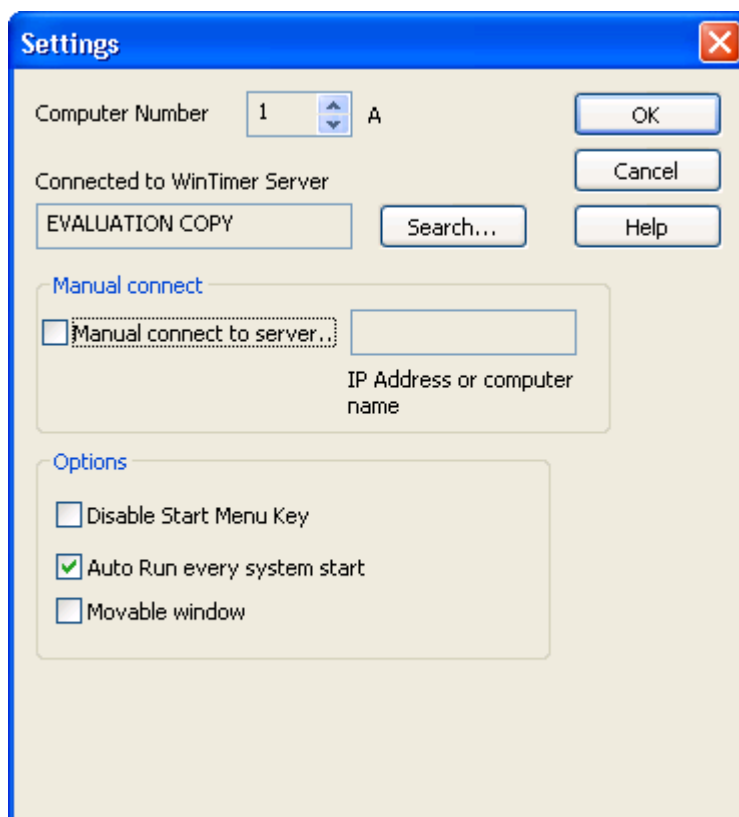 Settings
Computer Number 1 A OK
Cancel
Connected to WinTimer Server
EVALUATION COPY Search... Help
Manual connect
Manual connect to server..
IP Address or computer
name
Options
Disable Start Menu Key
Auto Run every system start
Movable window